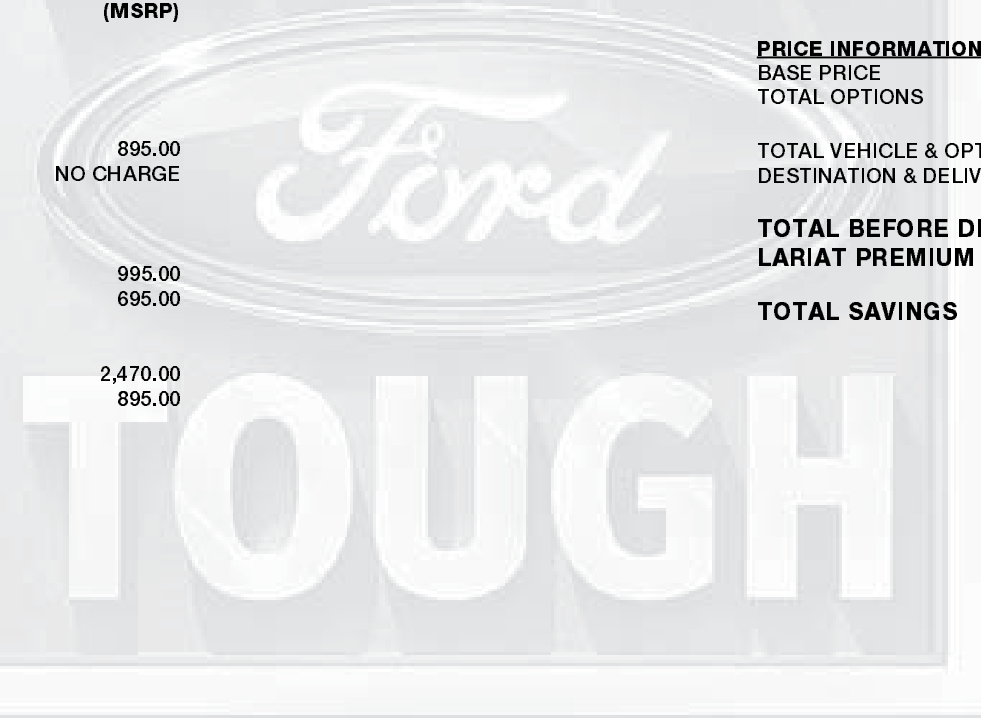 (MSRP)
895.00
NO CHARGE
995.00
695.00
2,470.00
895.00
PRICE INFORMATION
BASE PRICE
TOTAL OPTIONS
TOTAL VEHICLE & OPT
DESTINATION & DELIV
TOTAL BEFORE DI
LARIAT PREMIUM
TOTAL SAVINGS
Ford
TOUGH